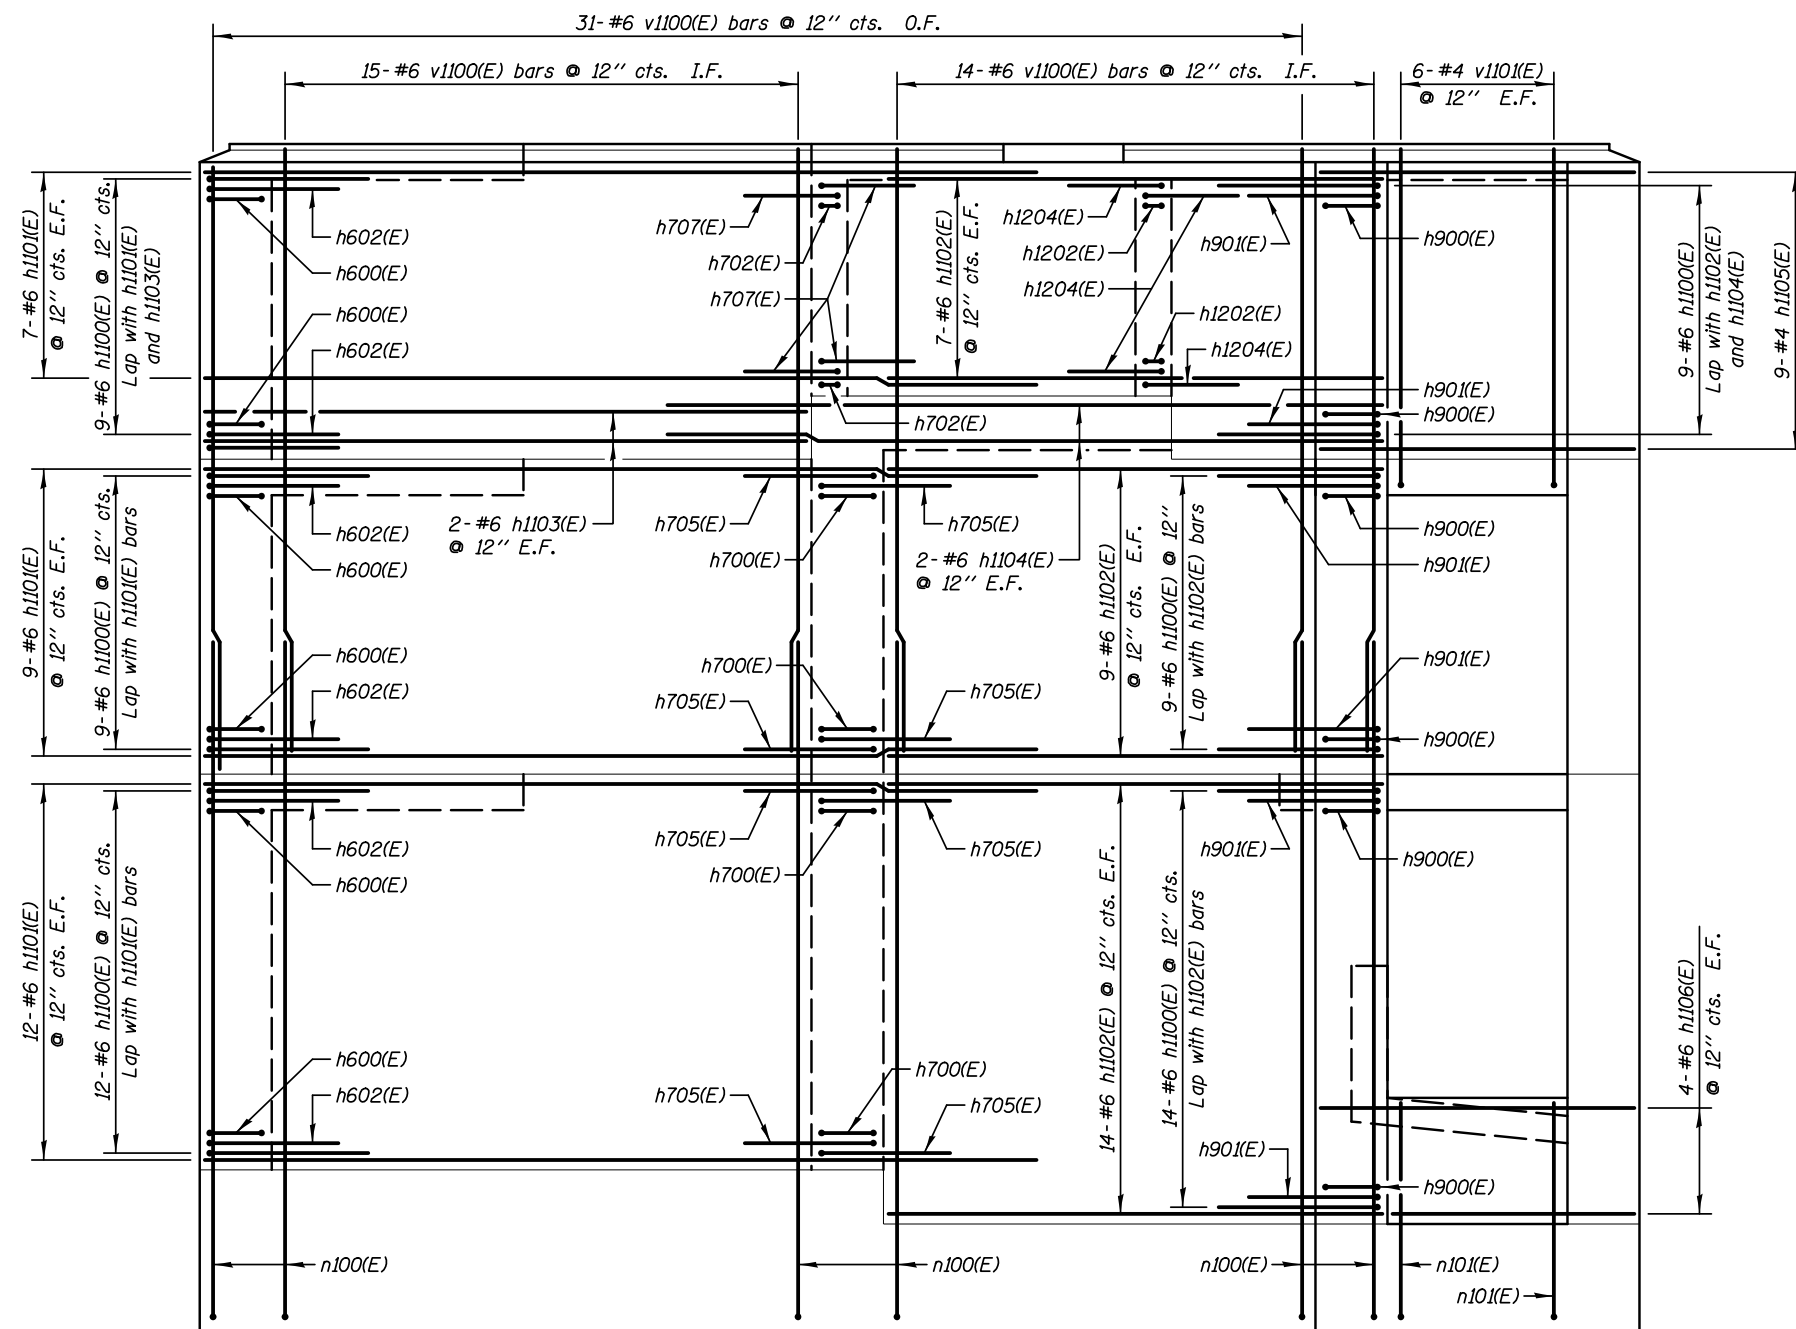 31-#6 v1100(E) bars @ 12″ cts. O.F.
15-#6 v1100(E) bars @ 12″ cts. I.F.
14-#6 v1100(E) bars @ 12″ cts. I.F.
6-#4 v1101(E)
@ 12″ E.F.
7-#6 h1101(E)
@ 12″ cts. E.F.
9-#6 h1100(E) @ 12″ cts.
Lap with h1101(E)
and h1103(E)
h602(E)
h600(E)
h600(E)
h602(E)
h707(E)
h702(E)
h707(E)
h702(E)
7-#6 h1102(E)
@ 12″ cts. E.F.
h1204(E)
h1202(E)
h1204(E)
h901(E)
h1202(E)
h1204(E)
h900(E)
h901(E)
h900(E)
9-#6 h1100(E)
Lap with h1102(E)
and h1104(E)
9-#4 h1105(E)
9-#6 h1101(E)
@ 12″ cts. E.F.
9-#6 h1100(E) @ 12″ cts.
Lap with h1101(E) bars
h602(E)
h600(E)
2-#6 h1103(E)
@ 12″ E.F.
h705(E)
h700(E)
h705(E)
2-#6 h1104(E)
@ 12″ E.F.
9-#6 h1102(E)
@ 12″ cts. E.F.
9-#6 h1100(E) @ 12″
Lap with h1102(E) bars
h900(E)
h901(E)
h600(E)
h602(E)
h700(E)
h705(E)
h705(E)
h901(E)
h900(E)
12-#6 h1101(E)
@ 12″ cts. E.F.
12-#6 h1100(E) @ 12″ cts.
Lap with h1101(E) bars
h602(E)
h600(E)
h705(E)
h700(E)
h705(E)
h901(E)
h900(E)
14-#6 h1102(E) @ 12″ cts. E.F.
14-#6 h1100(E) @ 12″ cts.
Lap with h1102(E) bars
4-#6 h1106(E)
@ 12″ cts. E.F.
h600(E)
h602(E)
h705(E)
h700(E)
h705(E)
h901(E)
h900(E)
n100(E)
n100(E)
n100(E)
n101(E)
n101(E)